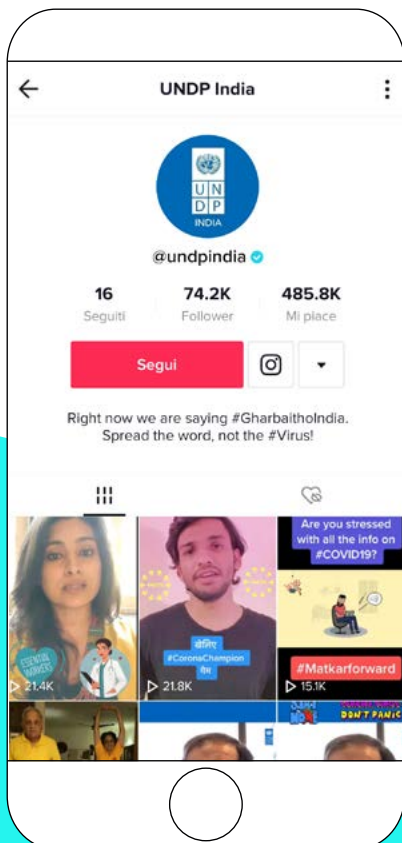 UNDP India
U N
D P
INDIA
@undpindia
16 74.2K 485.8K
Seguiti Follower Mi place
Segui
Right now we are saying #GharbaithoIndia.
Spread the word, not the #Virus!
ESSENTIAL
WORKERS
21.4K
खेलिए
#CoronaChampion
गेम
21.8K
Are you stressed
with all the info on
#COVID19?
#Matkarforward
15.1K
DON'T PANIC